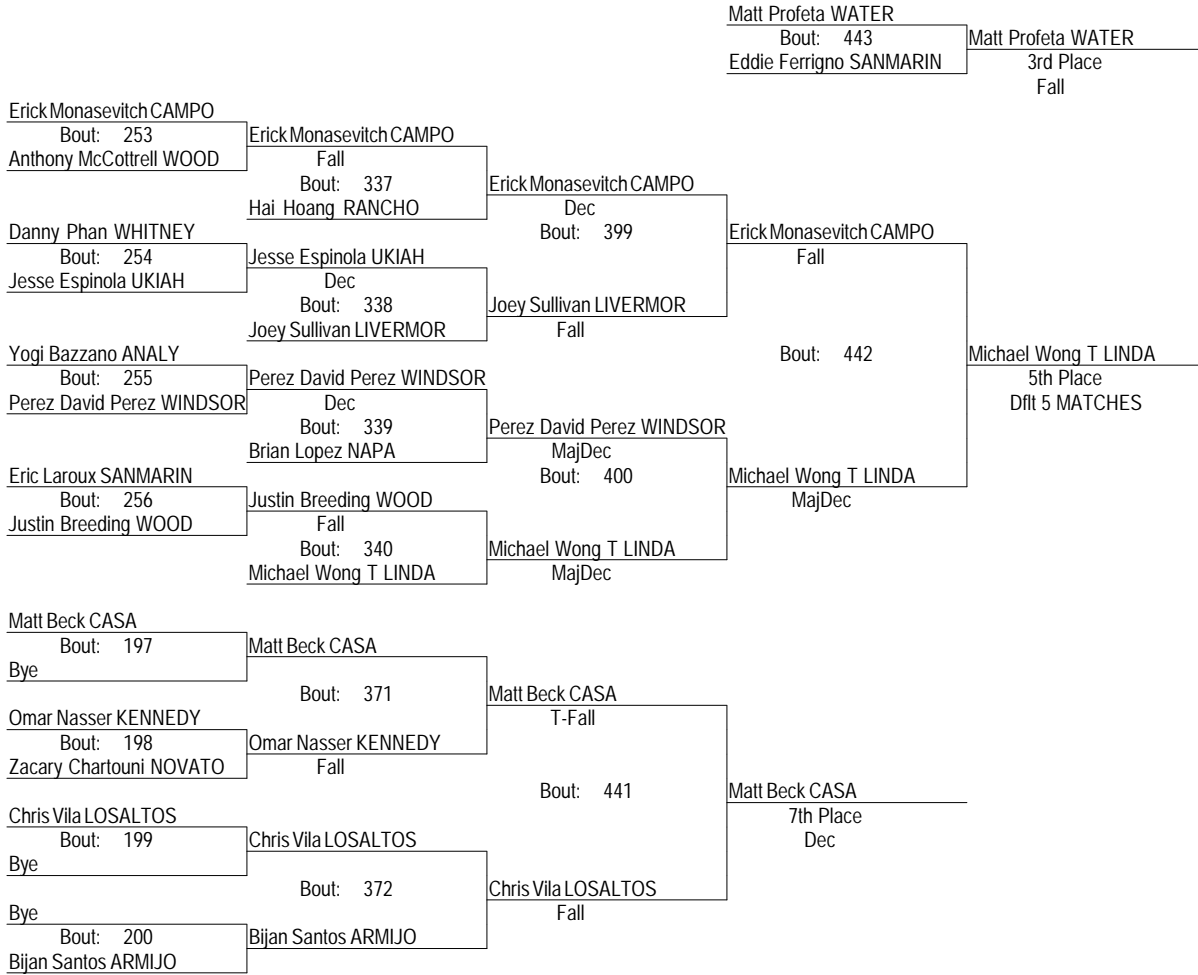 Matt Profeta WATER
Bout: 443
Matt Profeta WATER
Eddie Ferrigno SANMARIN
3rd Place
Fall
Erick Monasevitch CAMPO
Bout: 253
Erick Monasevitch CAMPO
Anthony McCottrell WOOD
Fall
Bout: 337
Erick Monasevitch CAMPO
Hai Hoang RANCHO
Dec
Danny Phan WHITNEY
Bout: 399
Erick Monasevitch CAMPO
Bout: 254
Jesse Espinola UKIAH
Fall
Jesse Espinola UKIAH
Dec
Bout: 338
Joey Sullivan LIVERMOR
Joey Sullivan LIVERMOR
Fall
Yogi Bazzano ANALY
Bout: 442
Michael Wong T LINDA
Bout: 255
Perez David Perez WINDSOR
5th Place
Perez David Perez WINDSOR
Dec
Dflt 5 MATCHES
Bout: 339
Perez David Perez WINDSOR
Brian Lopez NAPA
MajDec
Eric Laroux SANMARIN
Bout: 400
Michael Wong T LINDA
Bout: 256
Justin Breeding WOOD
MajDec
Justin Breeding WOOD
Fall
Bout: 340
Michael Wong T LINDA
Michael Wong T LINDA
MajDec
Matt Beck CASA
Bout: 197
Matt Beck CASA
Bye
Bout: 371
Matt Beck CASA
Omar Nasser KENNEDY
T-Fall
Bout: 198
Omar Nasser KENNEDY
Zacary Chartouni NOVATO
Fall
Bout: 441
Matt Beck CASA
Chris Vila LOSALTOS
7th Place
Bout: 199
Chris Vila LOSALTOS
Dec
Bye
Bout: 372
Chris Vila LOSALTOS
Bye
Fall
Bout: 200
Bijan Santos ARMIJO
Bijan Santos ARMIJO